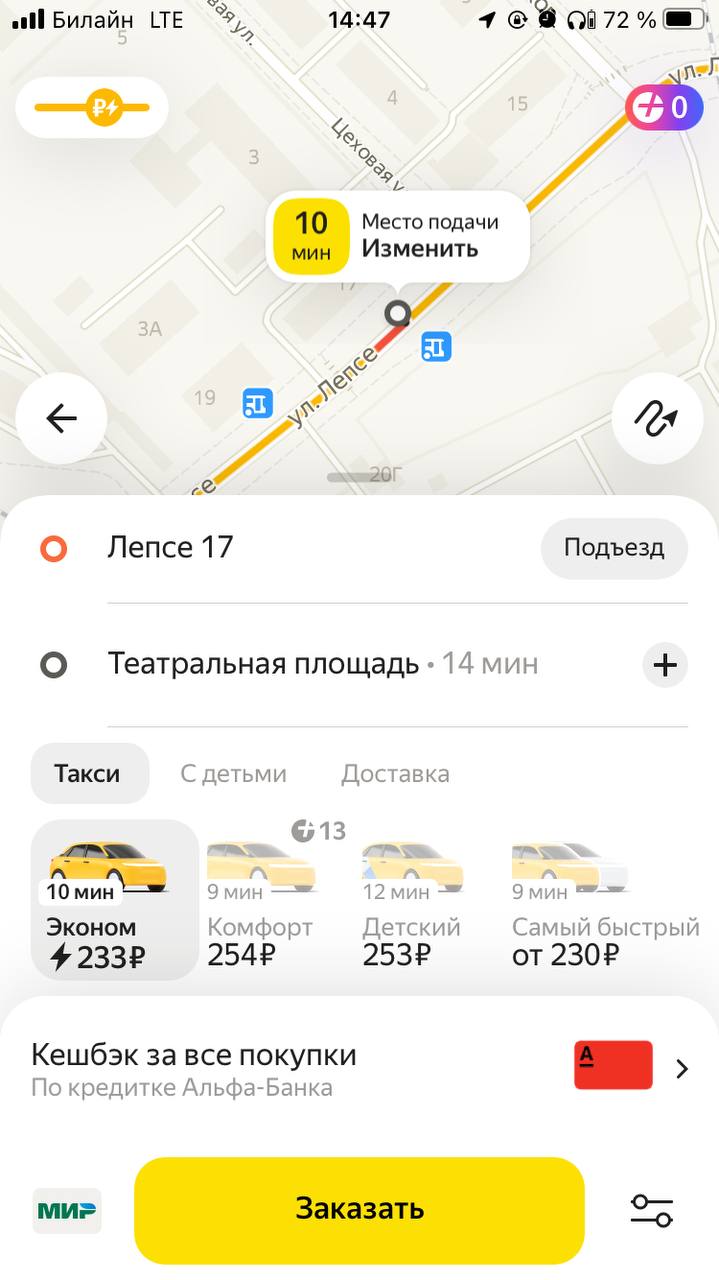 Билайн LTE 14:47 72 %
5
вая ул.
4
15
ул. Л
₽
0
3
Цеховая у
10 мин
Место подачи
Изменить
17
3А
19
ул. Лепсе
се
20Г
Лепсе 17
Подъезд
Театральная площадь • 14 мин
Такси С детьми Доставка
13
10 мин 9 мин 12 мин 9 мин
Эконом Комфорт Детский Самый быстрый
233₽ 254₽ 253₽ от 230₽
Кешбэк за все покупки
По кредитке Альфа-Банка
А
МИР
Заказать